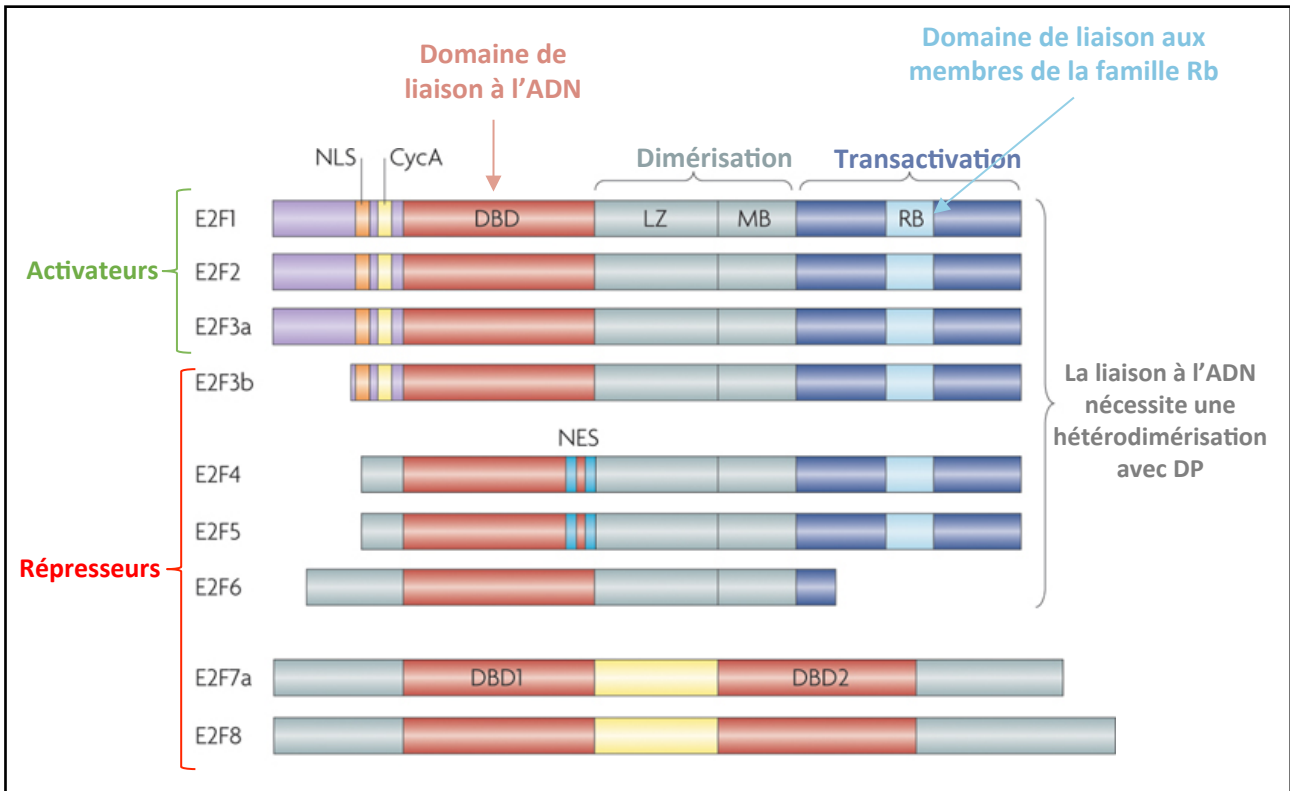 Domaine de
liaison à l’ADN
Domaine de liaison aux
membres de la famille Rb
NLS CycA
Dimérisation
Transactivation
E2F1
DBD
LZ
MB
RB
Activateurs
E2F2
E2F3a
E2F3b
La liaison à l’ADN
nécessite une
hétérodimérisation
avec DP
NES
E2F4
E2F5
Répresseurs
E2F6
E2F7a
DBD1
DBD2
E2F8